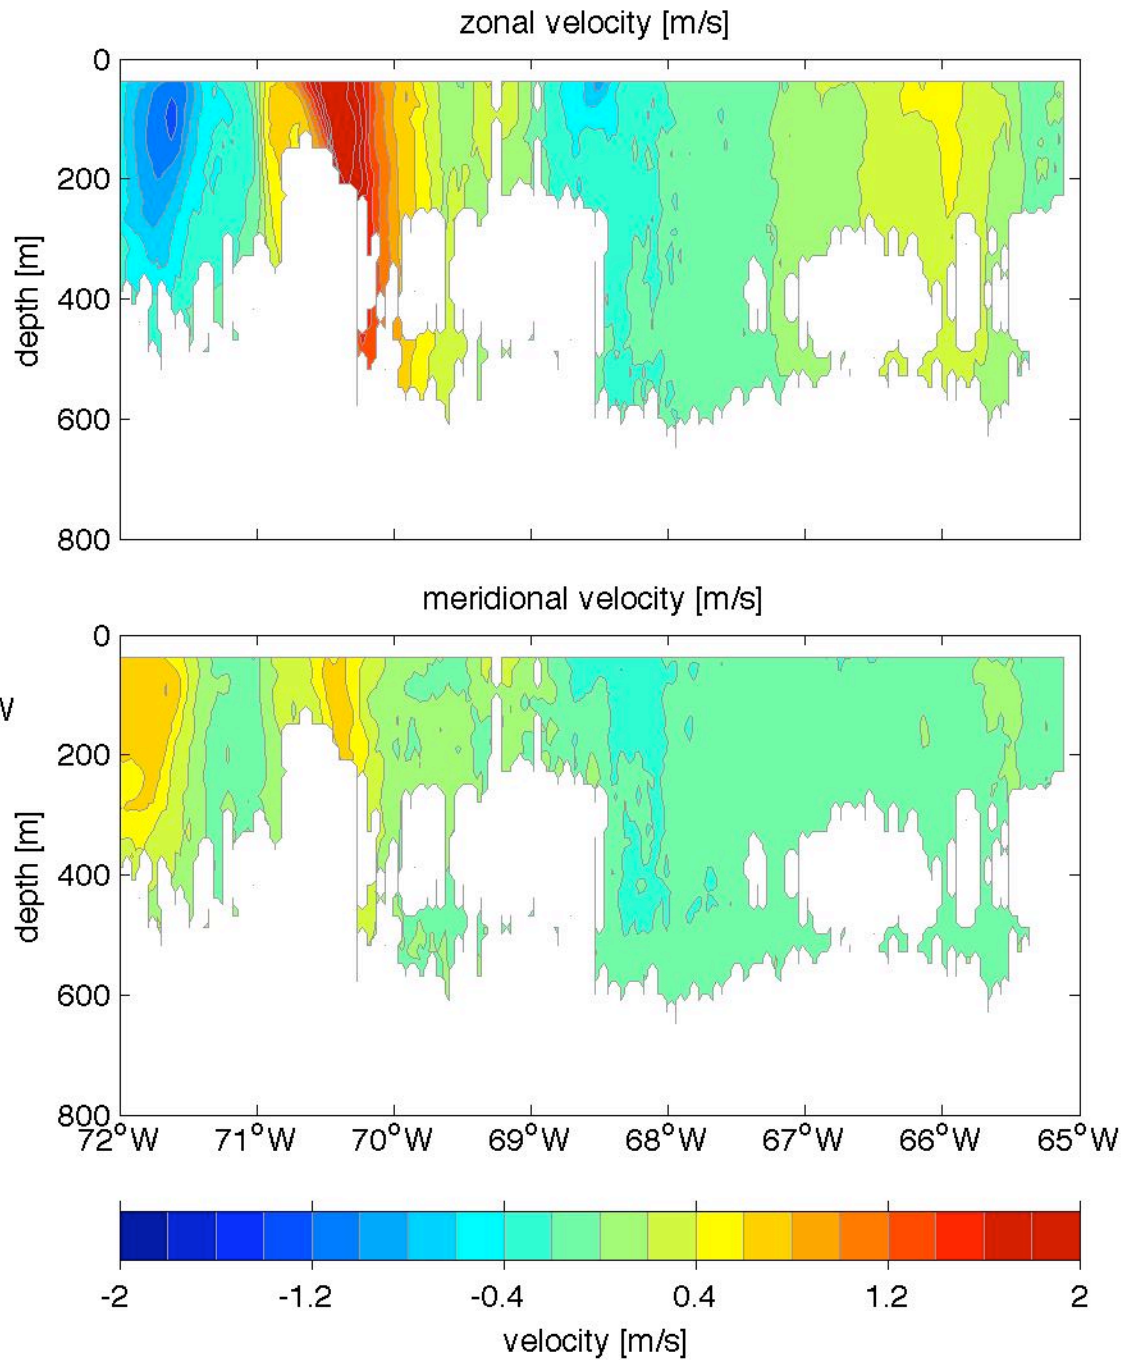 zonal velocity [m/s]
0
200
400
600
800
depth [m]
meridional velocity [m/s]
0
200
400
600
800
depth [m]
W
72°W 71°W 70°W 69°W 68°W 67°W 66°W 65°W
-2 -1.2 -0.4 0.4 1.2 2
velocity [m/s]